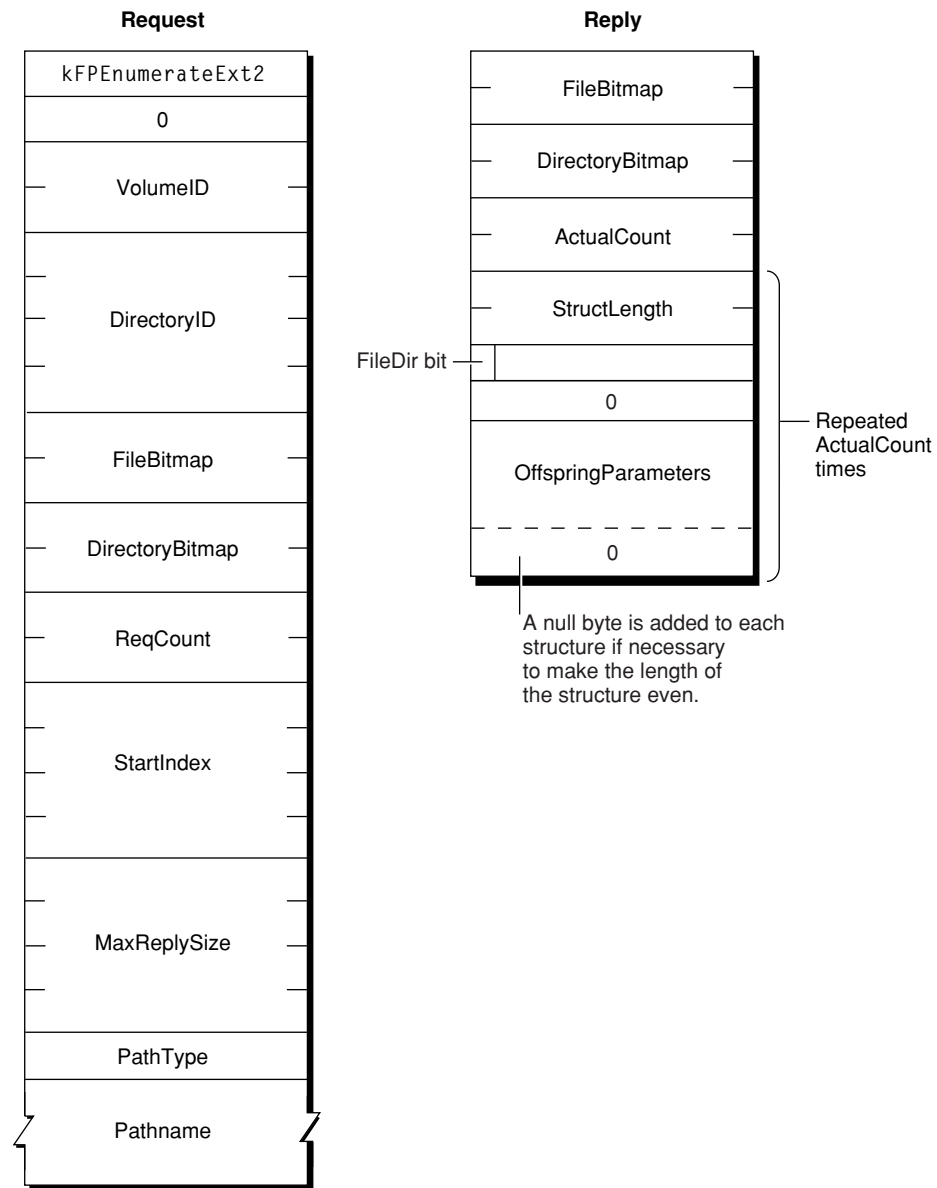 Request
kFPEnumerateExt2
0
VolumeID
DirectoryID
FileBitmap
DirectoryBitmap
ReqCount
StartIndex
MaxReplySize
PathType
Pathname
Reply
FileBitmap
DirectoryBitmap
ActualCount
StructLength
FileDir bit
0
OffspringParameters
0
Repeated
ActualCount
times
A null byte is added to each
structure if necessary
to make the length of
the structure even.